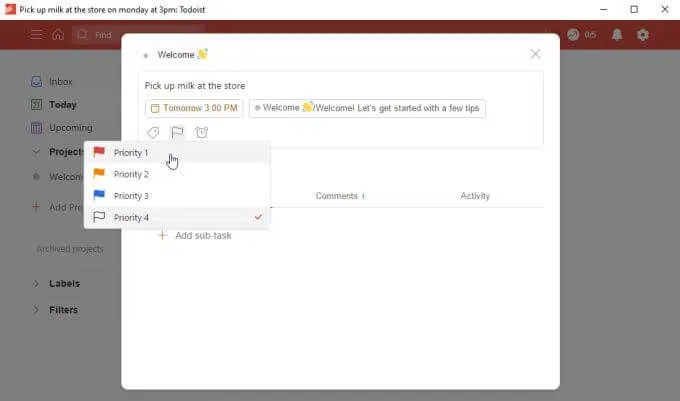 Pick up milk at the store on monday at 3pm: Todoist
Find
0/5
Inbox
Today
Upcoming
Projects
Welcome
Add Pro
Archived projects
Labels
Filters
Welcome 👋
Pick up milk at the store
Tomorrow 3:00 PM
Welcome 👋/Welcome! Let's get started with a few tips
Priority 1
Priority 2
Priority 3
Priority 4
Comments 1
Activity
Add sub-task